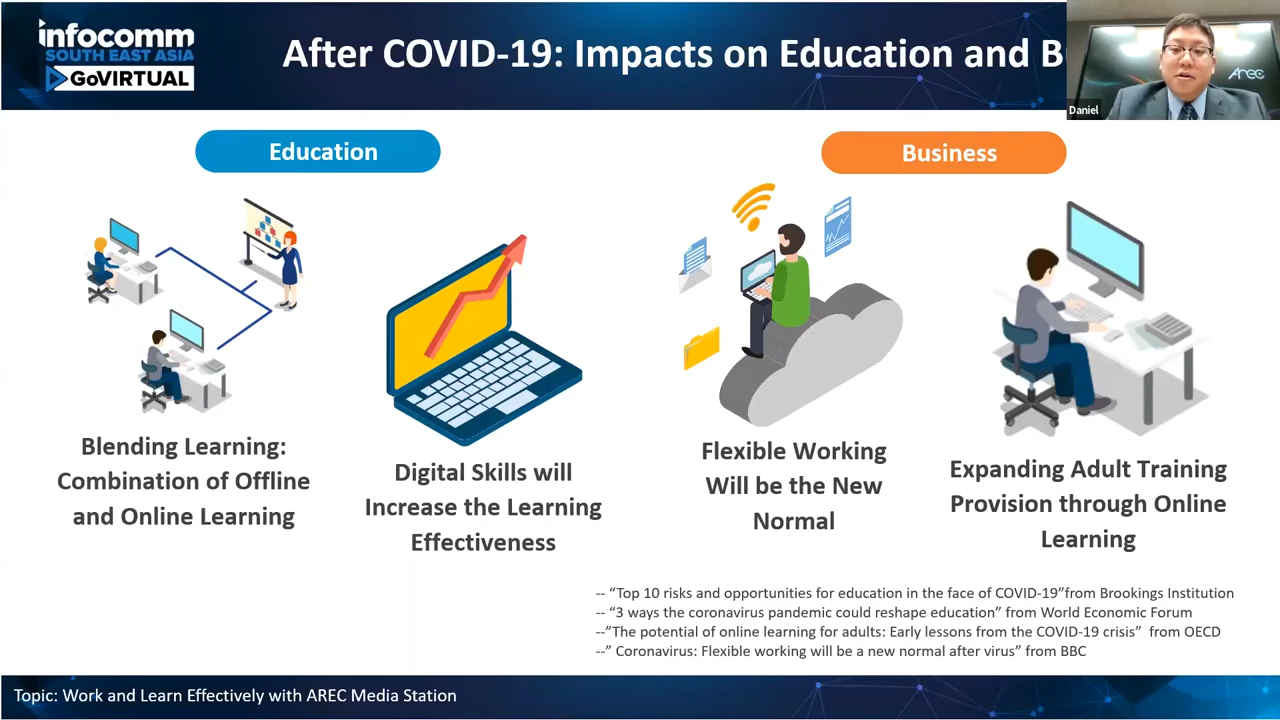 infocomm
SOUTH EAST ASIA
GoVIRTUAL
After COVID-19: Impacts on Education and B
AREC
Daniel
Education
Business
Blending Learning:
Combination of Offline
and Online Learning
Digital Skills will
Increase the Learning
Effectiveness
Flexible Working
Will be the New
Normal
Expanding Adult Training
Provision through Online
Learning
-- “Top 10 risks and opportunities for education in the face of COVID-19”from Brookings Institution
-- “3 ways the coronavirus pandemic could reshape education” from World Economic Forum
--”The potential of online learning for adults: Early lessons from the COVID-19 crisis” from OECD
--” Coronavirus: Flexible working will be a new normal after virus” from BBC
Topic: Work and Learn Effectively with AREC Media Station